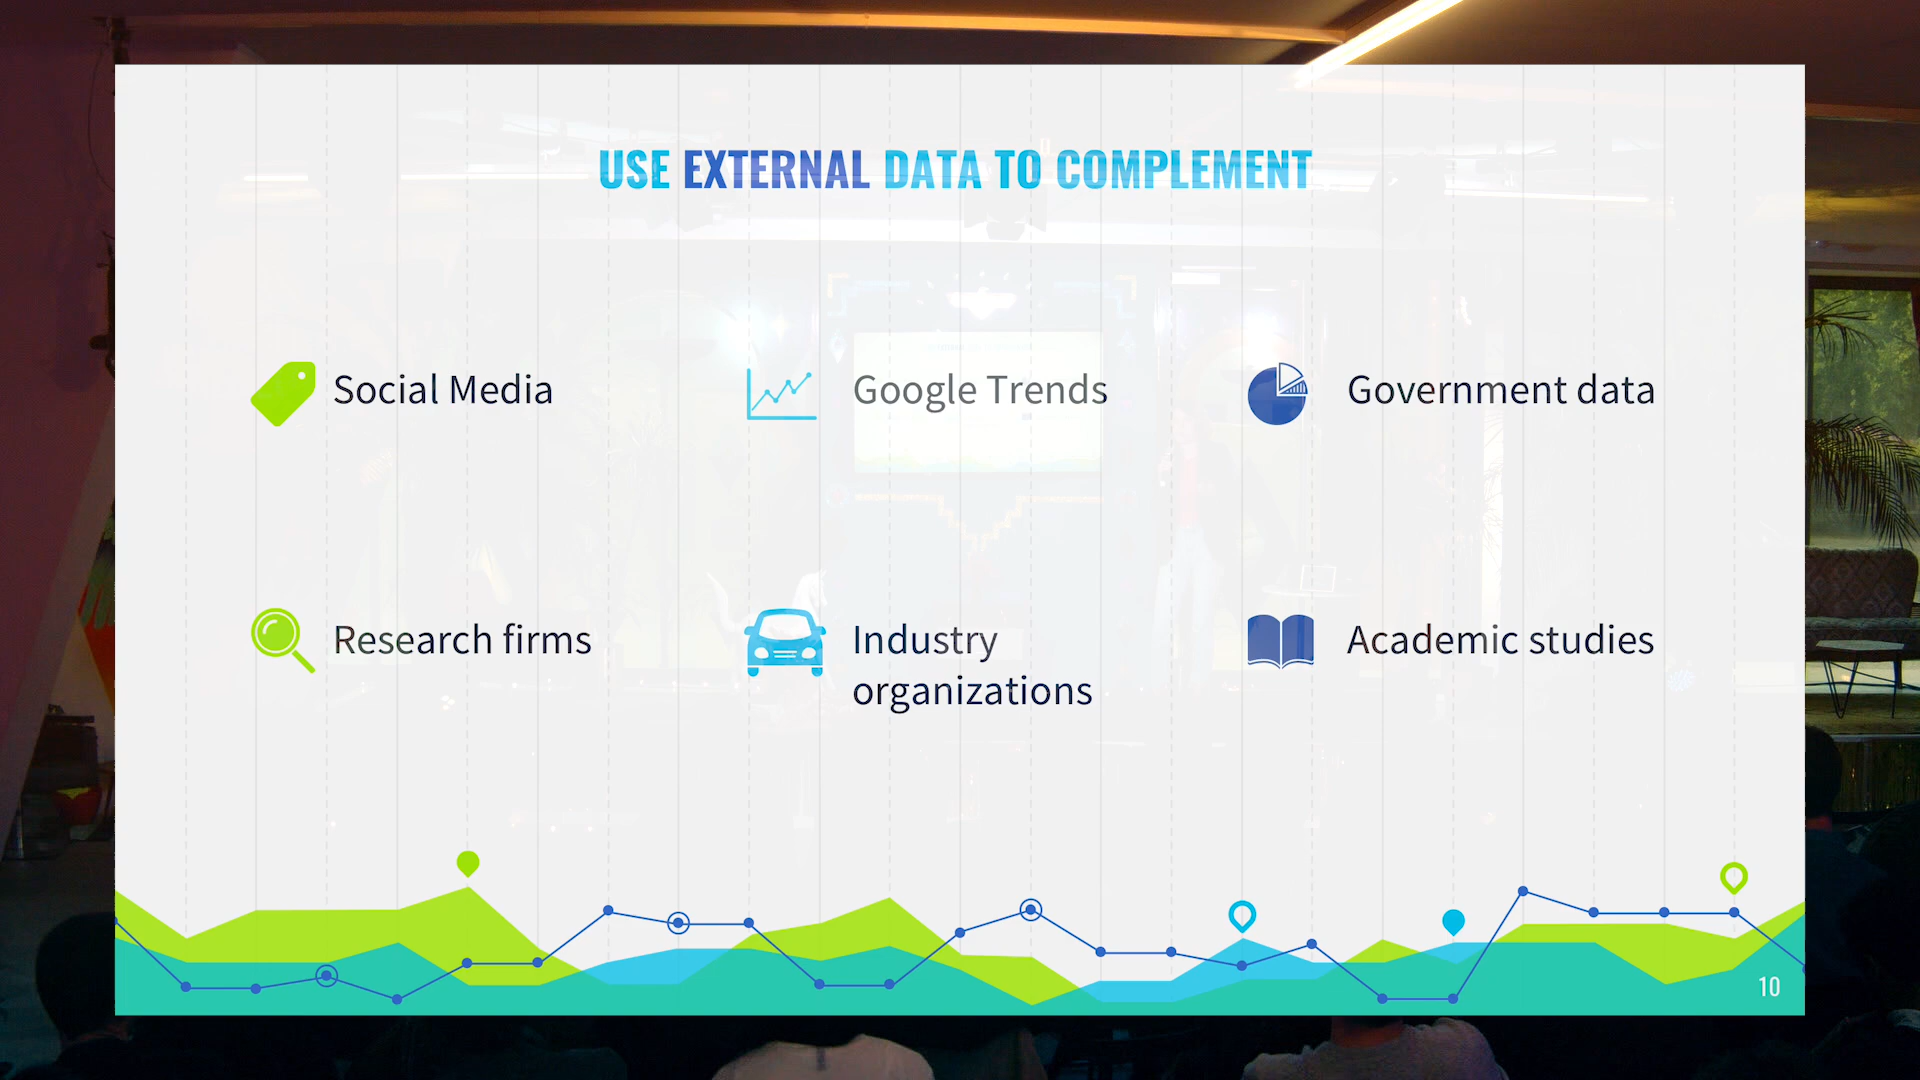 USE EXTERNAL DATA TO COMPLEMENT
Social Media
Google Trends
Government data
Research firms
Industry
organizations
Academic studies
10